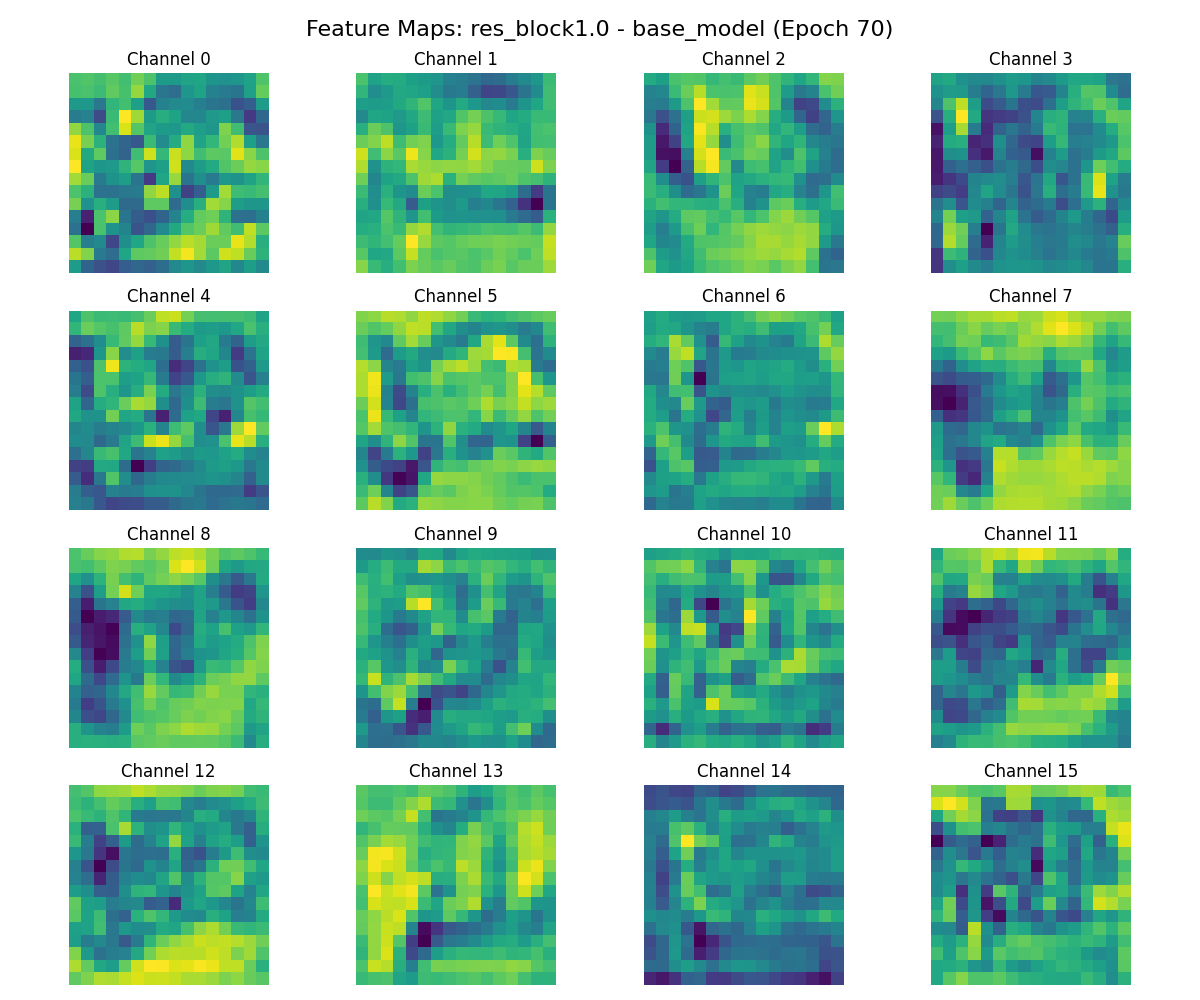 Feature Maps: res_block1.0 - base_model (Epoch 70)
Channel 0
Channel 1
Channel 2
Channel 3
Channel 4
Channel 5
Channel 6
Channel 7
Channel 8
Channel 9
Channel 10
Channel 11
Channel 12
Channel 13
Channel 14
Channel 15